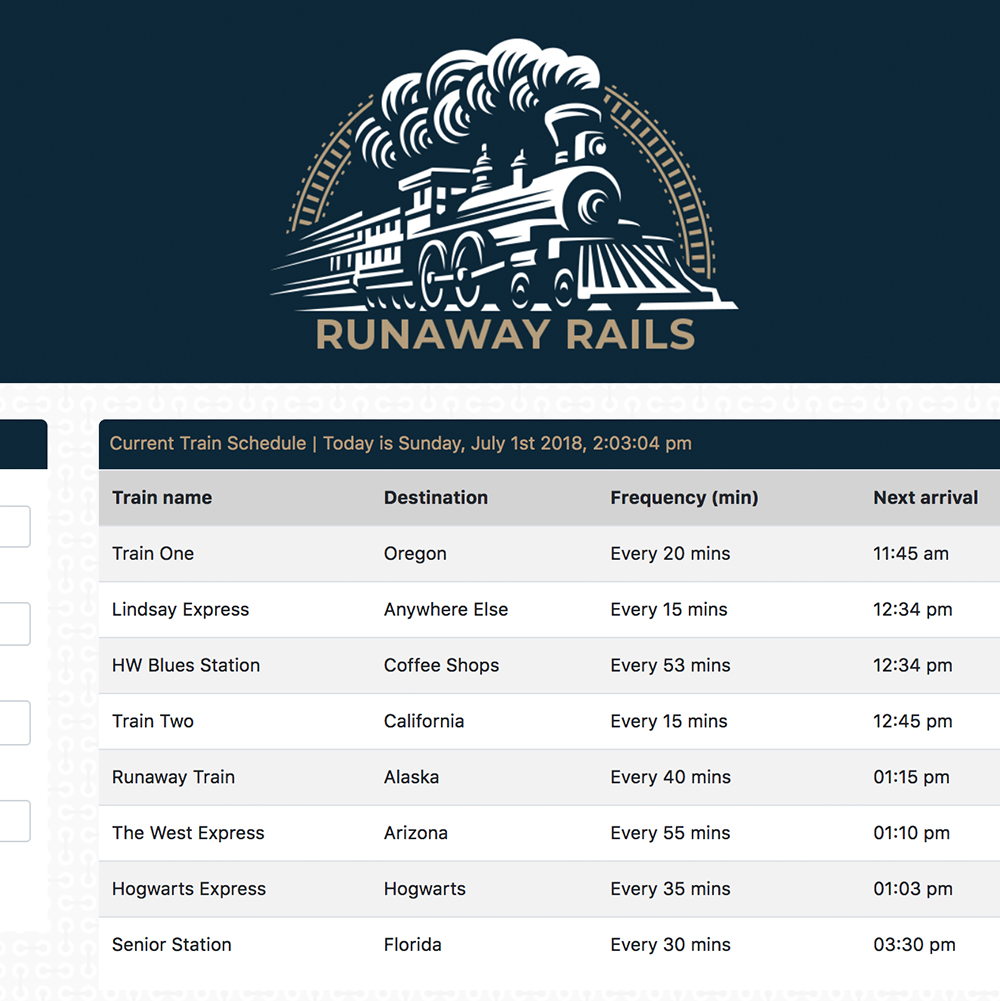 RUNAWAY RAILS
Current Train Schedule | Today is Sunday, July 1st 2018, 2:03:04 pm
Train name Destination Frequency (min) Next arrival
Train One Oregon Every 20 mins 11:45 am
Lindsay Express Anywhere Else Every 15 mins 12:34 pm
HW Blues Station Coffee Shops Every 53 mins 12:34 pm
Train Two California Every 15 mins 12:45 pm
Runaway Train Alaska Every 40 mins 01:15 pm
The West Express Arizona Every 55 mins 01:10 pm
Hogwarts Express Hogwarts Every 35 mins 01:03 pm
Senior Station Florida Every 30 mins 03:30 pm